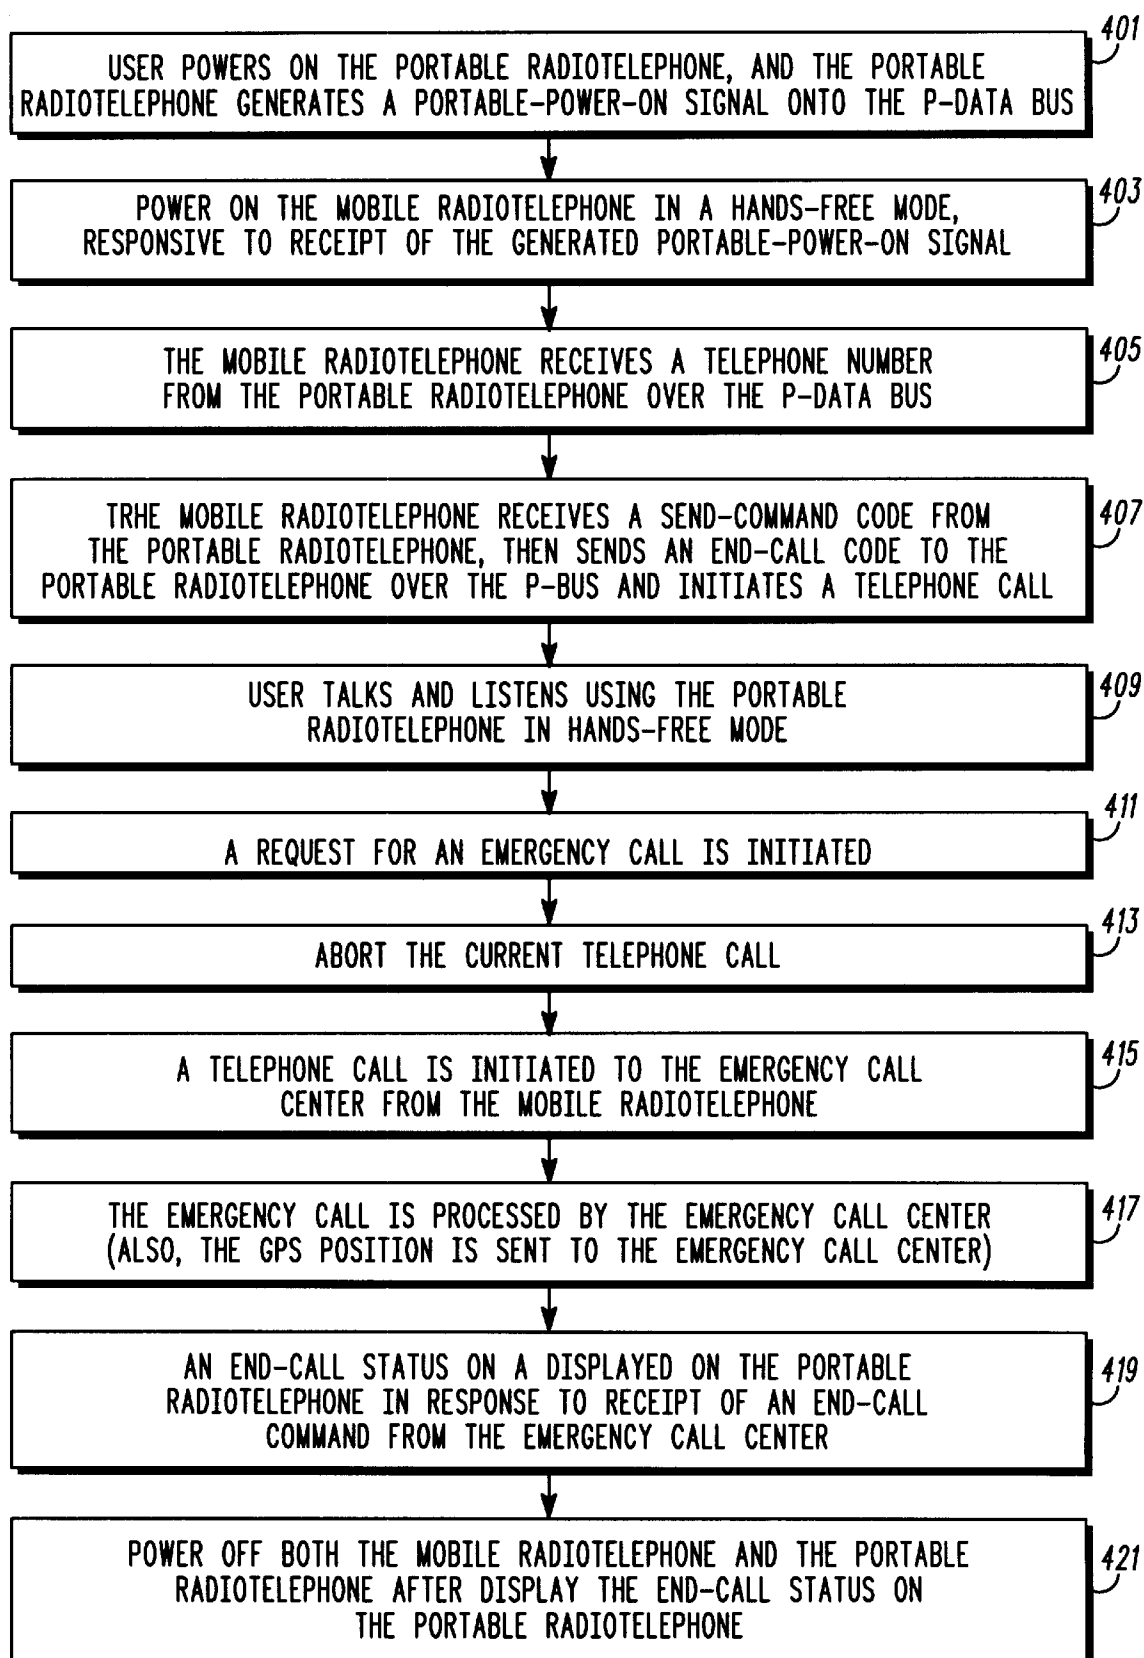 401
USER POWERS ON THE PORTABLE RADIOTELEPHONE, AND THE PORTABLE
RADIOTELEPHONE GENERATES A PORTABLE-POWER-ON SIGNAL ONTO THE P-DATA BUS
403
POWER ON THE MOBILE RADIOTELEPHONE IN A HANDS-FREE MODE,
RESPONSIVE TO RECEIPT OF THE GENERATED PORTABLE-POWER-ON SIGNAL
405
THE MOBILE RADIOTELEPHONE RECEIVES A TELEPHONE NUMBER
FROM THE PORTABLE RADIOTELEPHONE OVER THE P-DATA BUS
407
TRHE MOBILE RADIOTELEPHONE RECEIVES A SEND-COMMAND CODE FROM
THE PORTABLE RADIOTELEPHONE, THEN SENDS AN END-CALL CODE TO THE
PORTABLE RADIOTELEPHONE OVER THE P-BUS AND INITIATES A TELEPHONE CALL
409
USER TALKS AND LISTENS USING THE PORTABLE
RADIOTELEPHONE IN HANDS-FREE MODE
411
A REQUEST FOR AN EMERGENCY CALL IS INITIATED
413
ABORT THE CURRENT TELEPHONE CALL
415
A TELEPHONE CALL IS INITIATED TO THE EMERGENCY CALL
CENTER FROM THE MOBILE RADIOTELEPHONE
417
THE EMERGENCY CALL IS PROCESSED BY THE EMERGENCY CALL CENTER
(ALSO, THE GPS POSITION IS SENT TO THE EMERGENCY CALL CENTER)
419
AN END-CALL STATUS ON A DISPLAYED ON THE PORTABLE
RADIOTELEPHONE IN RESPONSE TO RECEIPT OF AN END-CALL
COMMAND FROM THE EMERGENCY CALL CENTER
421
POWER OFF BOTH THE MOBILE RADIOTELEPHONE AND THE PORTABLE
RADIOTELEPHONE AFTER DISPLAY THE END-CALL STATUS ON
THE PORTABLE RADIOTELEPHONE